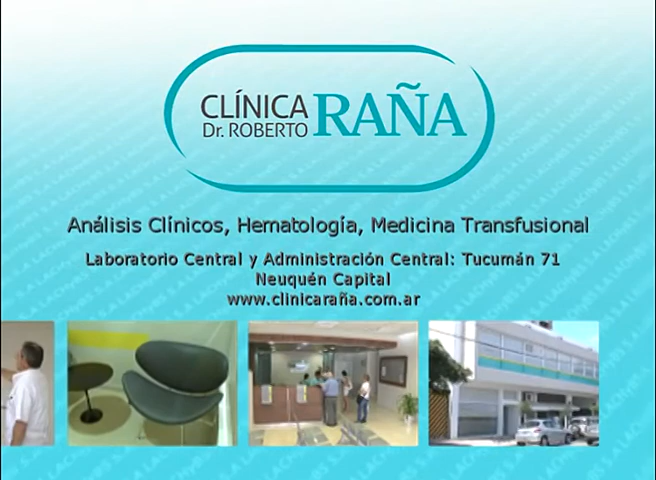 CLÍNICA
Dr. ROBERTO
RAÑA
Análisis Clínicos, Hematología, Medicina Transfusional
Laboratorio Central y Administración Central: Tucumán 71
Neuquén Capital
www.clinicaraña.com.ar